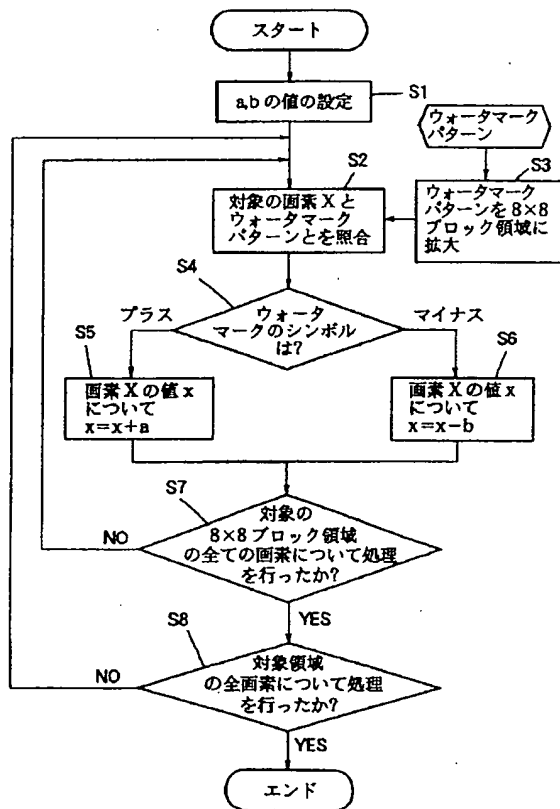 スタート
S1
a,bの値の設定
ウォータマーク
パターン
S2
対象の画素Xと
ウォータマーク
パターンとを照合
S3
ウォータマーク
パターンを8×8
ブロック領域に
拡大
S4
ウォータ
マークのシンボル
は?
プラス
マイナス
S5
画素Xの値x
について
x=x+a
S6
画素Xの値x
について
x=x−b
S7
対象の
8×8ブロック領域
の全ての画素について処理
を行ったか?
NO
YES
S8
対象領域
の全画素について処理
を行ったか?
NO
YES
エンド